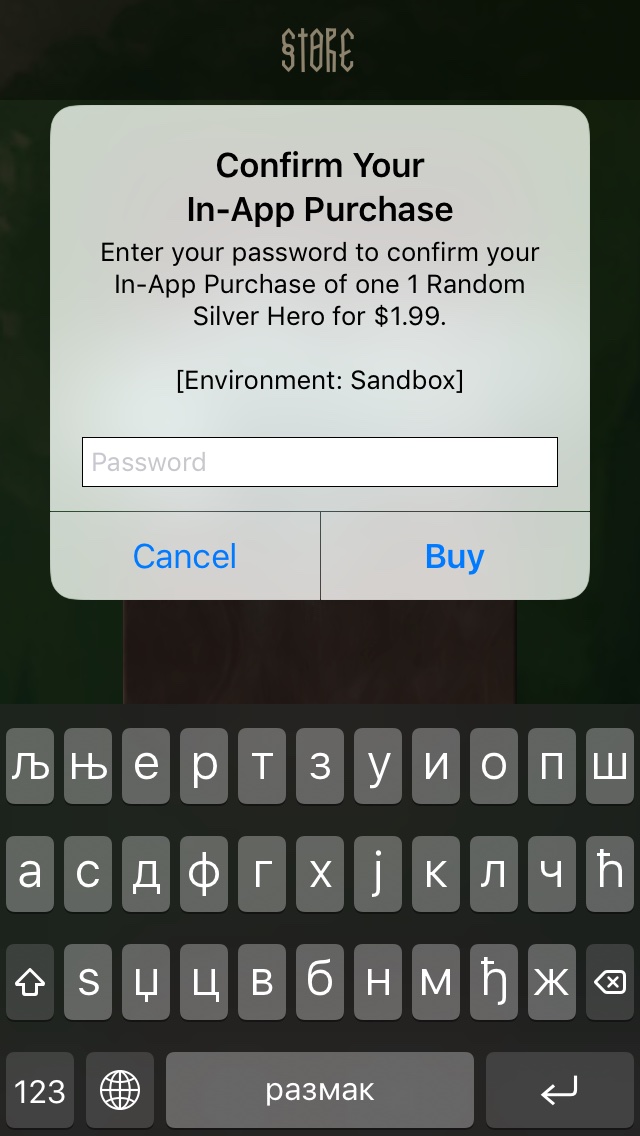 STORE
Confirm Your
In-App Purchase
Enter your password to confirm your
In-App Purchase of one 1 Random
Silver Hero for $1.99.
[Environment: Sandbox]
Password
Cancel Buy
љ њ е р т з у и о п ш
а с д ф г х ј к л ч ћ
ѕ џ ц в б н м ђ ж
123 размак